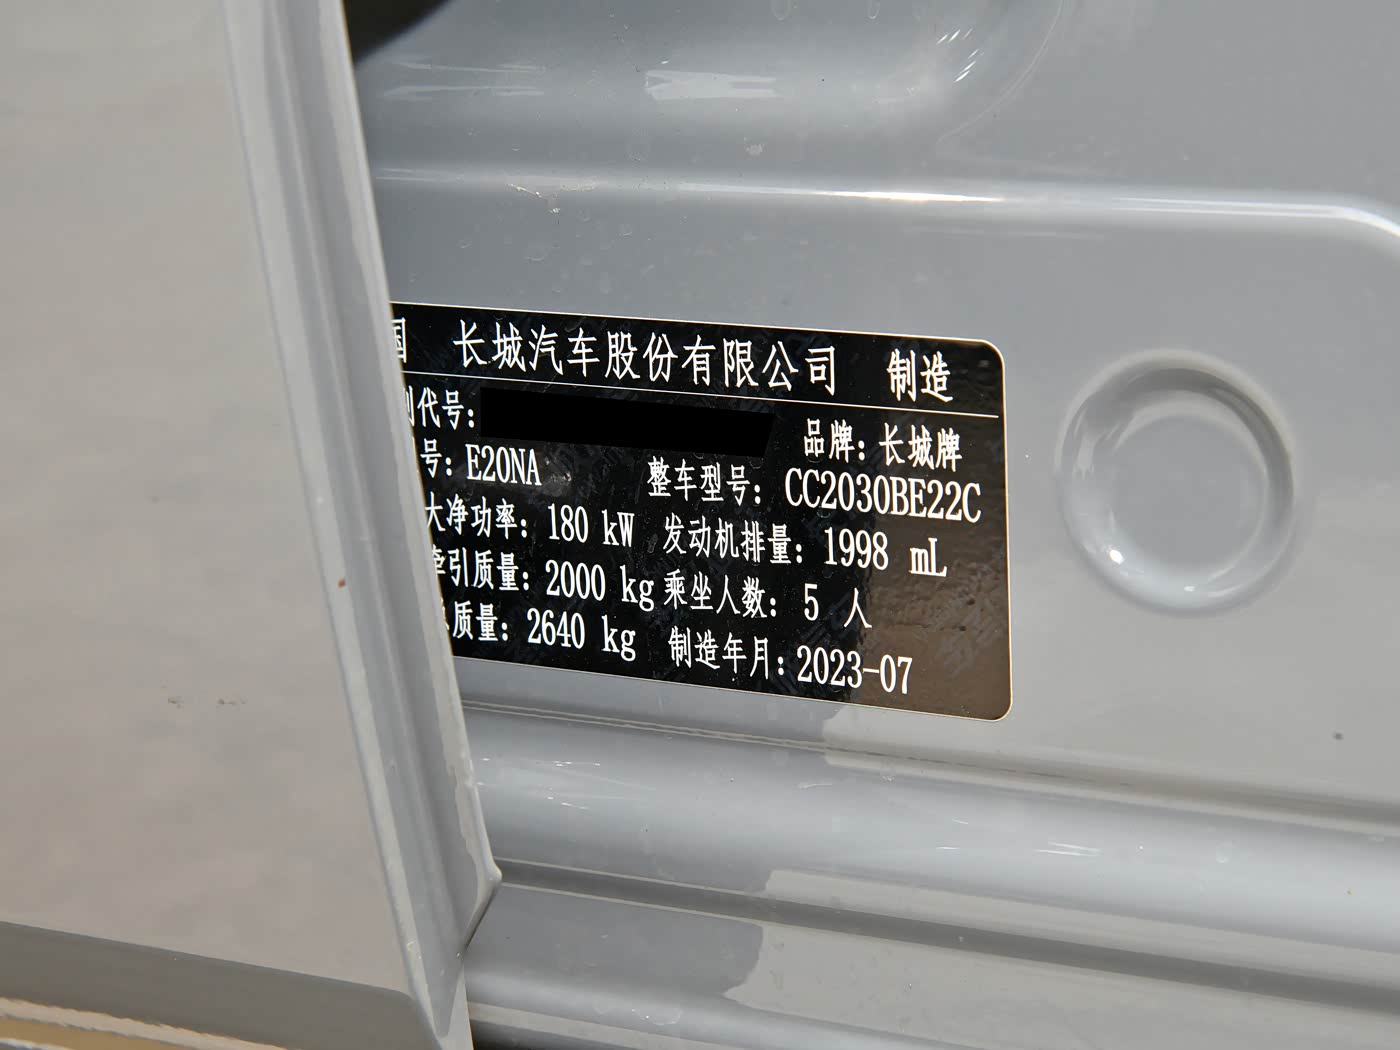 国 长城汽车股份有限公司 制造
别代号: 品牌: 长城牌
号: E20NA 整车型号: CC2030BE22C
大净功率: 180 kW 发动机排量: 1998 mL
牵引质量: 2000 kg 乘坐人数: 5 人
总质量: 2640 kg 制造年月: 2023-07